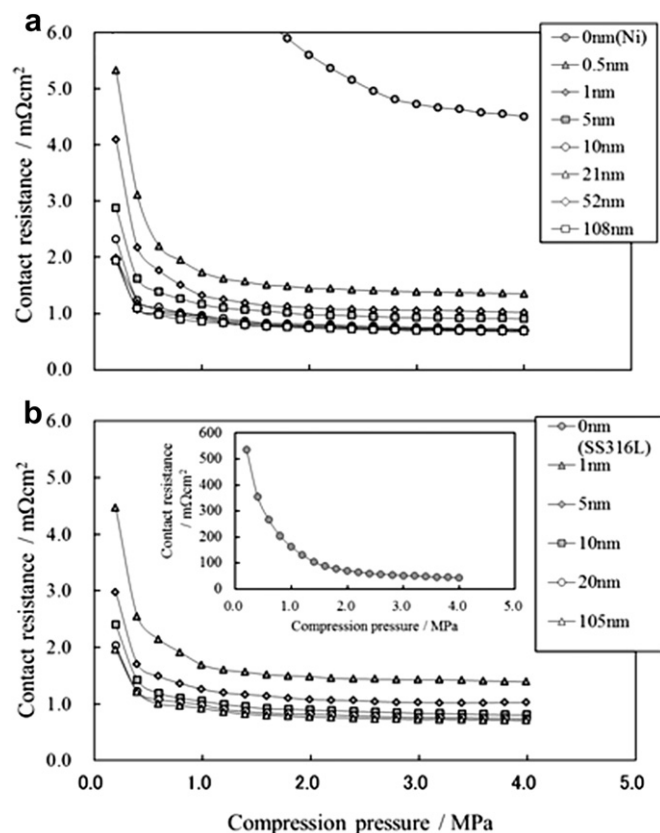 a
6.0
5.0
4.0
3.0
2.0
1.0
0.0
Contact resistance / mΩcm2
0nm(Ni)
0.5nm
1nm
5nm
10nm
21nm
52nm
108nm
b
6.0
5.0
4.0
3.0
2.0
1.0
0.0
Contact resistance / mΩcm2
600
500
400
300
200
100
0
Contact resistance
/ mΩcm2
0.0 1.0 2.0 3.0 4.0 5.0
Compression pressure / MPa
0nm
(SS316L)
1nm
5nm
10nm
20nm
105nm
0.0 1.0 2.0 3.0 4.0 5.0
Compression pressure / MPa